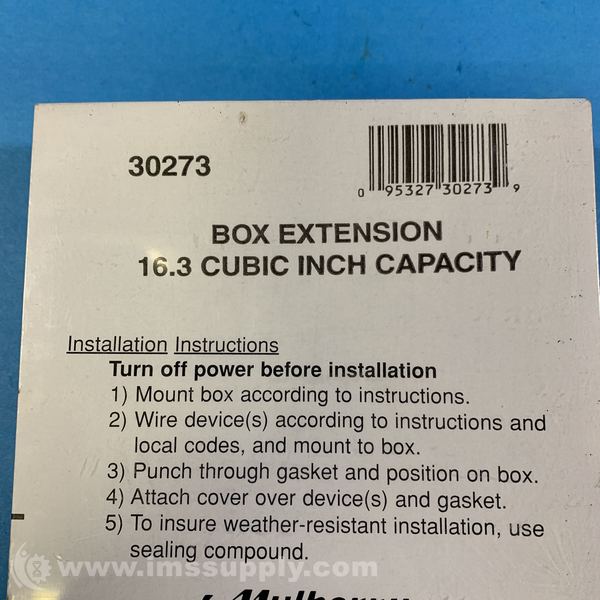 30273
0 95327 30273 9
BOX EXTENSION
16.3 CUBIC INCH CAPACITY
Installation Instructions
Turn off power before installation
1) Mount box according to instructions.
2) Wire device(s) according to instructions and
local codes, and mount to box.
3) Punch through gasket and position on box.
4) Attach cover over device(s) and gasket.
5) To insure weather-resistant installation, use
sealing compound.
www.imssupply.com
Mulberry